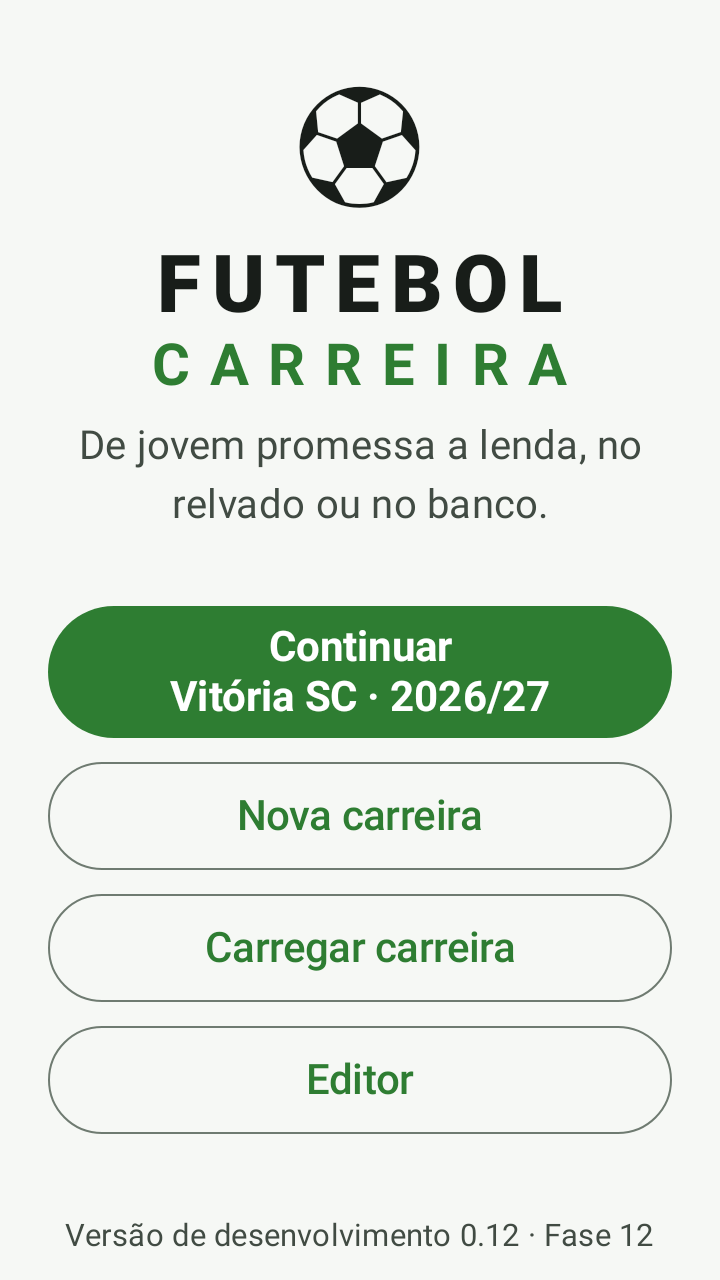 FUTEBOL
CARREIRA
De jovem promessa a lenda, no
relvado ou no banco.
Continuar
Vitória SC · 2026/27
Nova carreira
Carregar carreira
Editor
Versão de desenvolvimento 0.12 · Fase 12